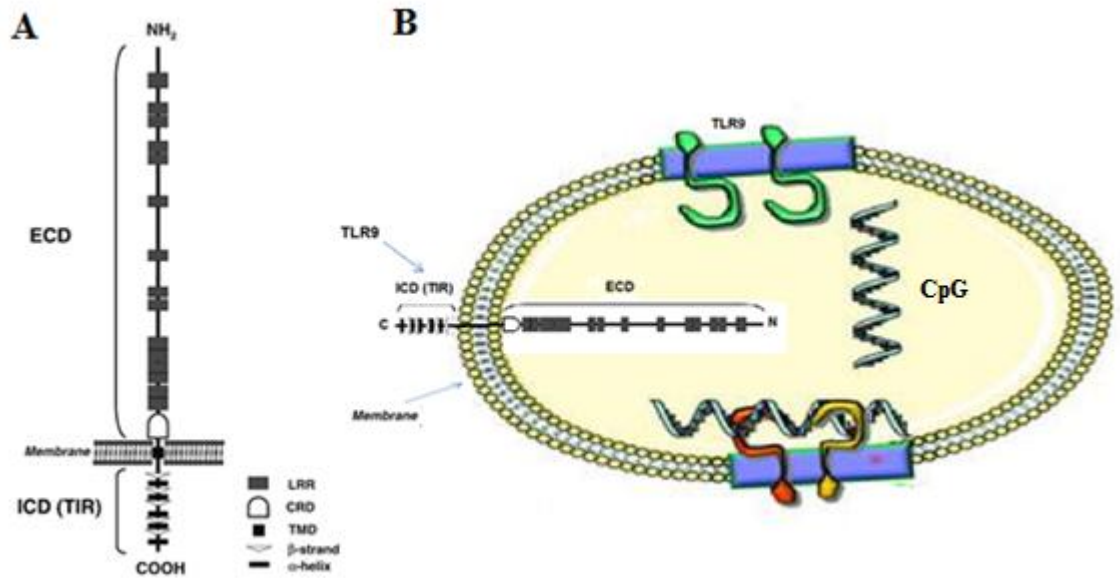 A
NH2
ECD
Membrane
ICD (TIR)
COOH
LRR
CRD
TMD
β-strand
α-helix
B
TLR9
TLR9
ICD (TIR)
ECD
C
N
CpG
Membrane